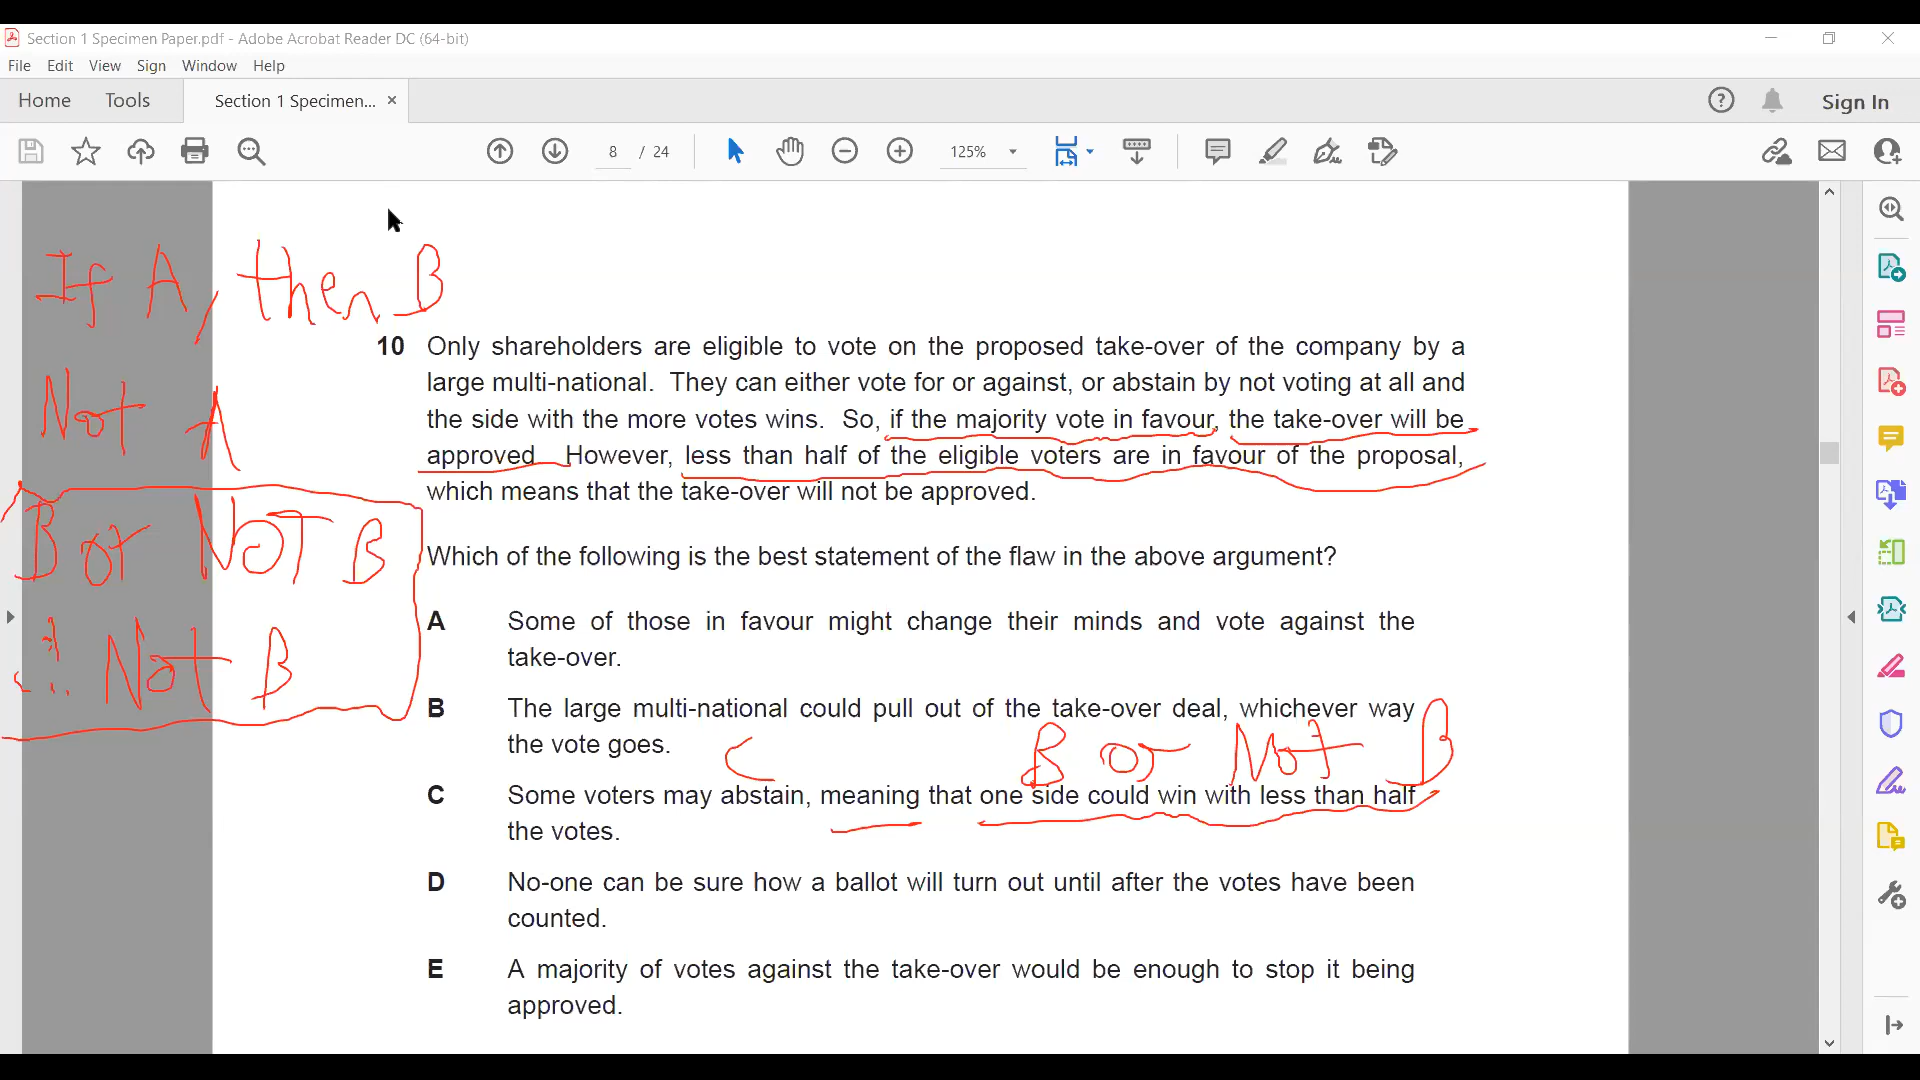 Section 1 Specimen Paper.pdf - Adobe Acrobat Reader DC (64-bit)
File Edit View Sign Window Help
Home Tools Section 1 Specimen... × Sign In
8 / 24 125%
If A, then B
Not A
B or NOT B
∴ Not B
10 Only shareholders are eligible to vote on the proposed take-over of the company by a
large multi-national. They can either vote for or against, or abstain by not voting at all and
the side with the more votes wins. So, if the majority vote in favour, the take-over will be
approved However, less than half of the eligible voters are in favour of the proposal,
which means that the take-over will not be approved.
Which of the following is the best statement of the flaw in the above argument?
A Some of those in favour might change their minds and vote against the
take-over.
B The large multi-national could pull out of the take-over deal, whichever way
the vote goes.
C B or Not B
C Some voters may abstain, meaning that one side could win with less than half
the votes.
D No-one can be sure how a ballot will turn out until after the votes have been
counted.
E A majority of votes against the take-over would be enough to stop it being
approved.